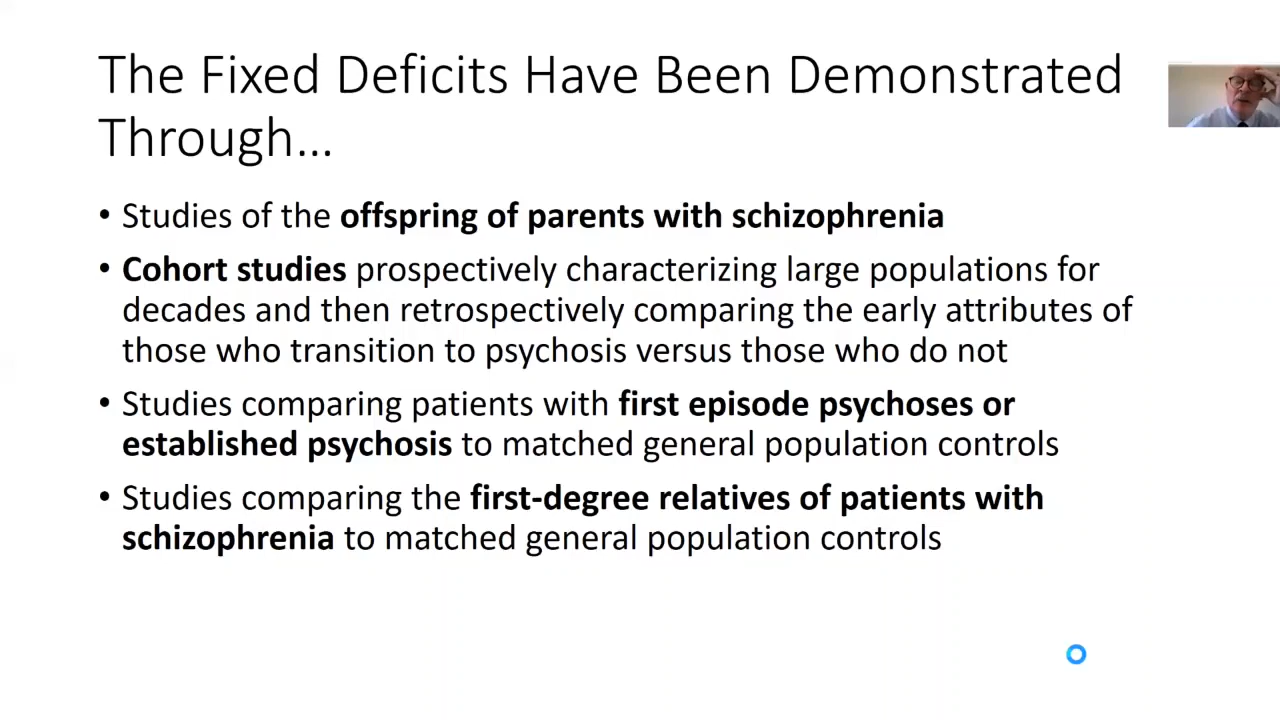 The Fixed Deficits Have Been Demonstrated
Through...
• Studies of the offspring of parents with schizophrenia
• Cohort studies prospectively characterizing large populations for
decades and then retrospectively comparing the early attributes of
those who transition to psychosis versus those who do not
• Studies comparing patients with first episode psychoses or
established psychosis to matched general population controls
• Studies comparing the first-degree relatives of patients with
schizophrenia to matched general population controls